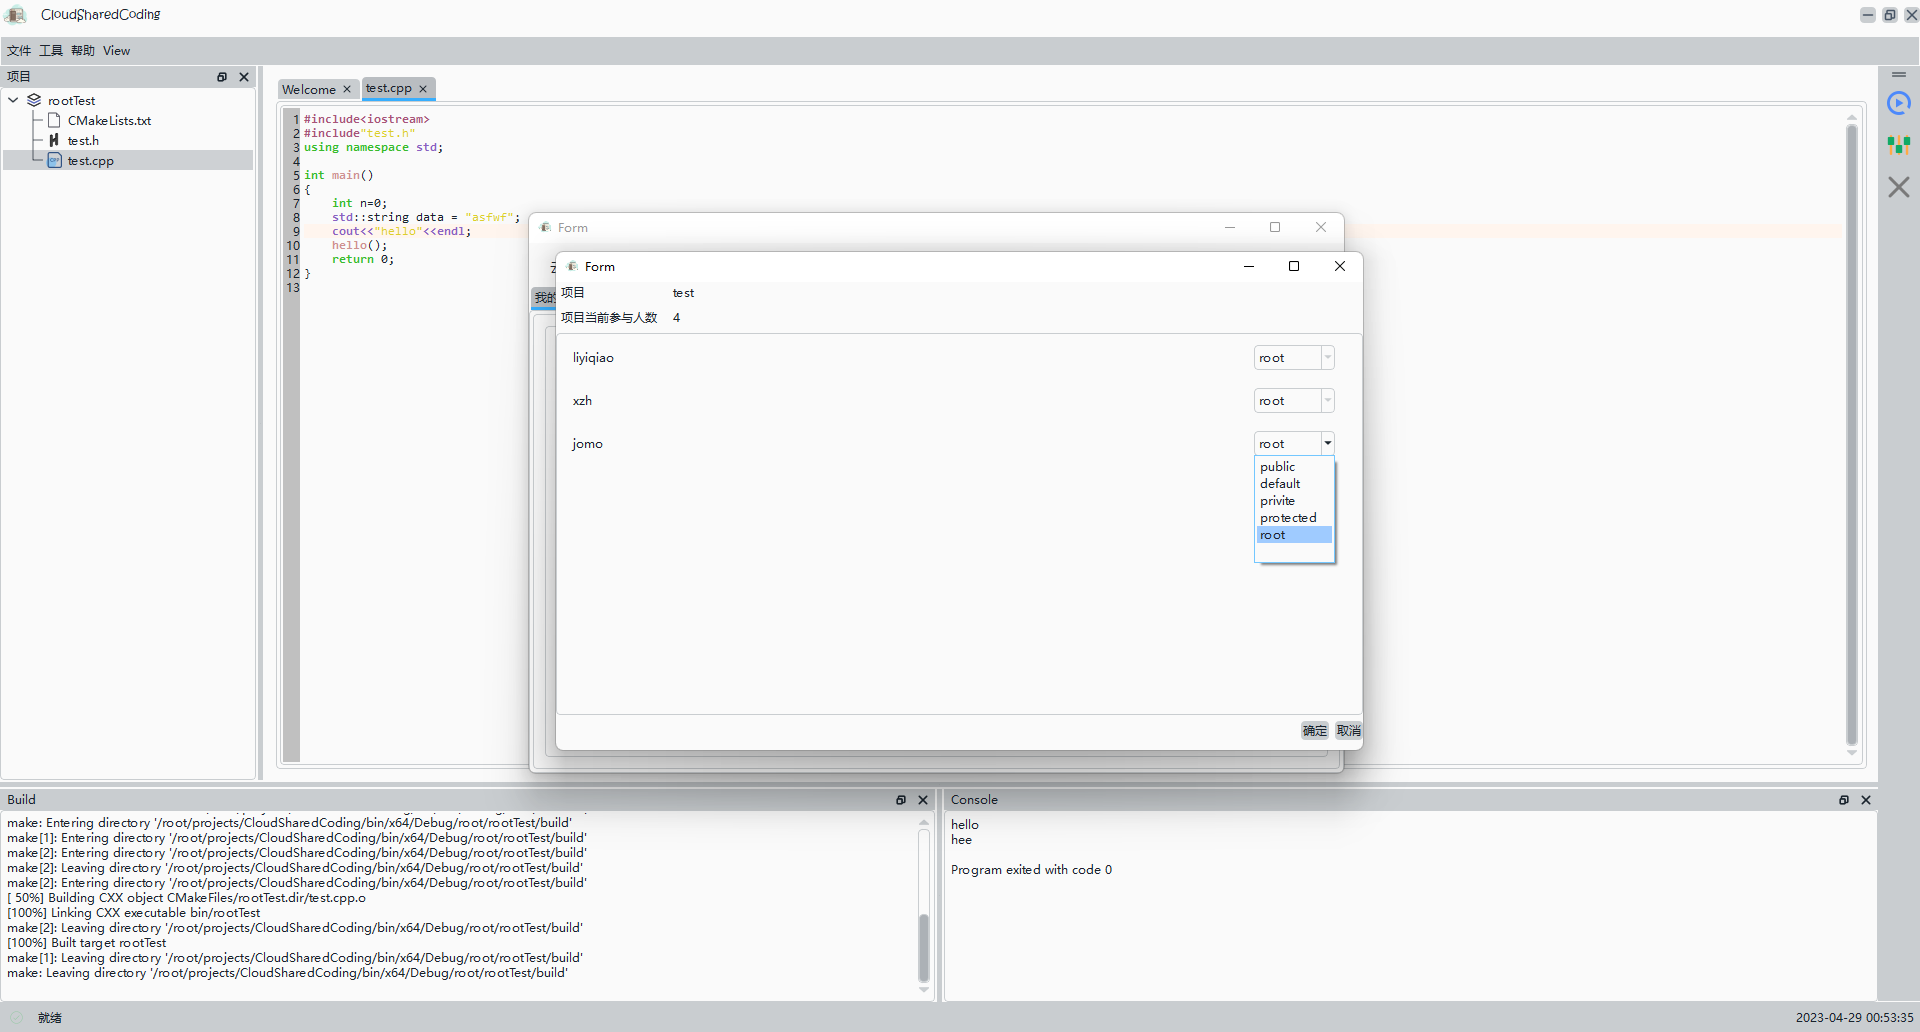 CloudSharedCoding
文件 工具 帮助 View
项目
rootTest
CMakeLists.txt
test.h
test.cpp
Welcome test.cpp
1 #include<iostream>
2 #include"test.h"
3 using namespace std;
4
5 int main()
6 {
7 int n=0;
8 std::string data = "asfwf";
9 cout<<"hello"<<endl;
10 hello();
11 return 0;
12 }
13
Form
我的
Form
项目 test
项目当前参与人数 4
liyiqiao root
xzh root
jomo root
public
default
privite
protected
root
确定 取消
Build
make: Entering directory '/root/projects/CloudSharedCoding/bin/x64/Debug/root/rootTest/build'
make[1]: Entering directory '/root/projects/CloudSharedCoding/bin/x64/Debug/root/rootTest/build'
make[2]: Entering directory '/root/projects/CloudSharedCoding/bin/x64/Debug/root/rootTest/build'
make[2]: Leaving directory '/root/projects/CloudSharedCoding/bin/x64/Debug/root/rootTest/build'
make[2]: Entering directory '/root/projects/CloudSharedCoding/bin/x64/Debug/root/rootTest/build'
[ 50%] Building CXX object CMakeFiles/rootTest.dir/test.cpp.o
[100%] Linking CXX executable bin/rootTest
make[2]: Leaving directory '/root/projects/CloudSharedCoding/bin/x64/Debug/root/rootTest/build'
[100%] Built target rootTest
make[1]: Leaving directory '/root/projects/CloudSharedCoding/bin/x64/Debug/root/rootTest/build'
make: Leaving directory '/root/projects/CloudSharedCoding/bin/x64/Debug/root/rootTest/build'
Console
hello
hee
Program exited with code 0
就绪
2023-04-29 00:53:35